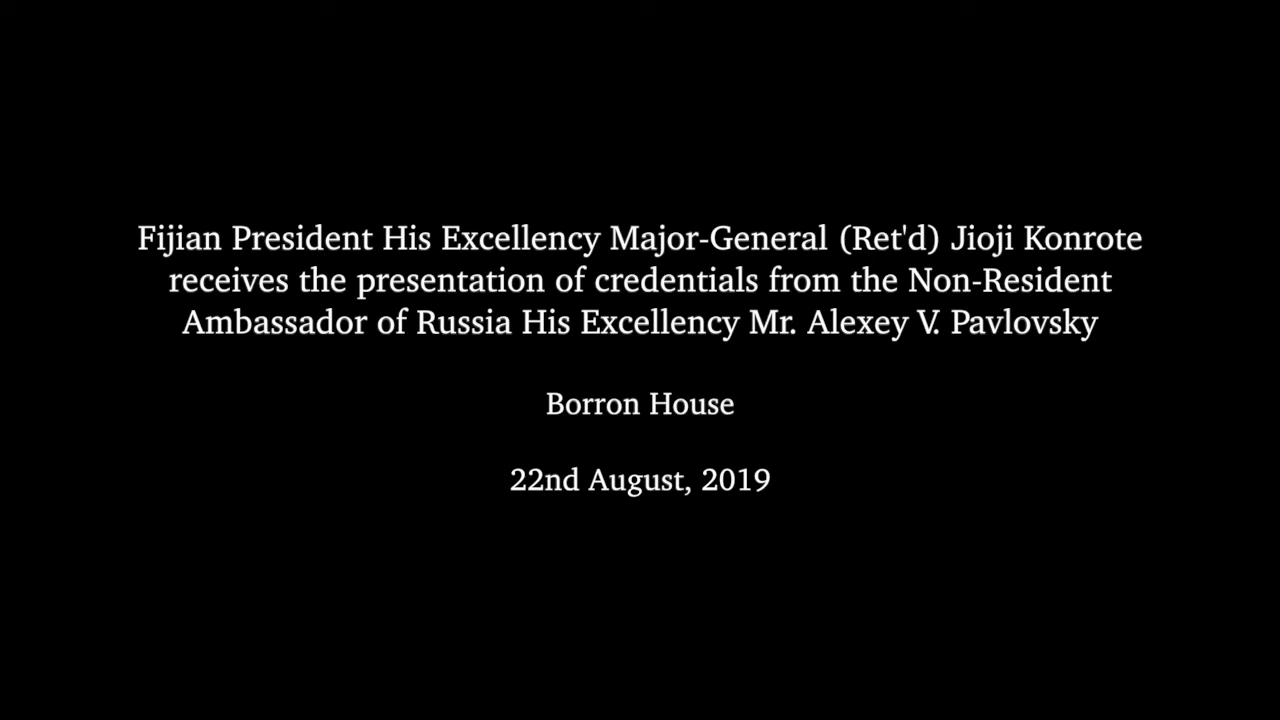 Fijian President His Excellency Major-General (Ret'd) Jioji Konrote
receives the presentation of credentials from the Non-Resident
Ambassador of Russia His Excellency Mr. Alexey V. Pavlovsky
Borron House
22nd August, 2019